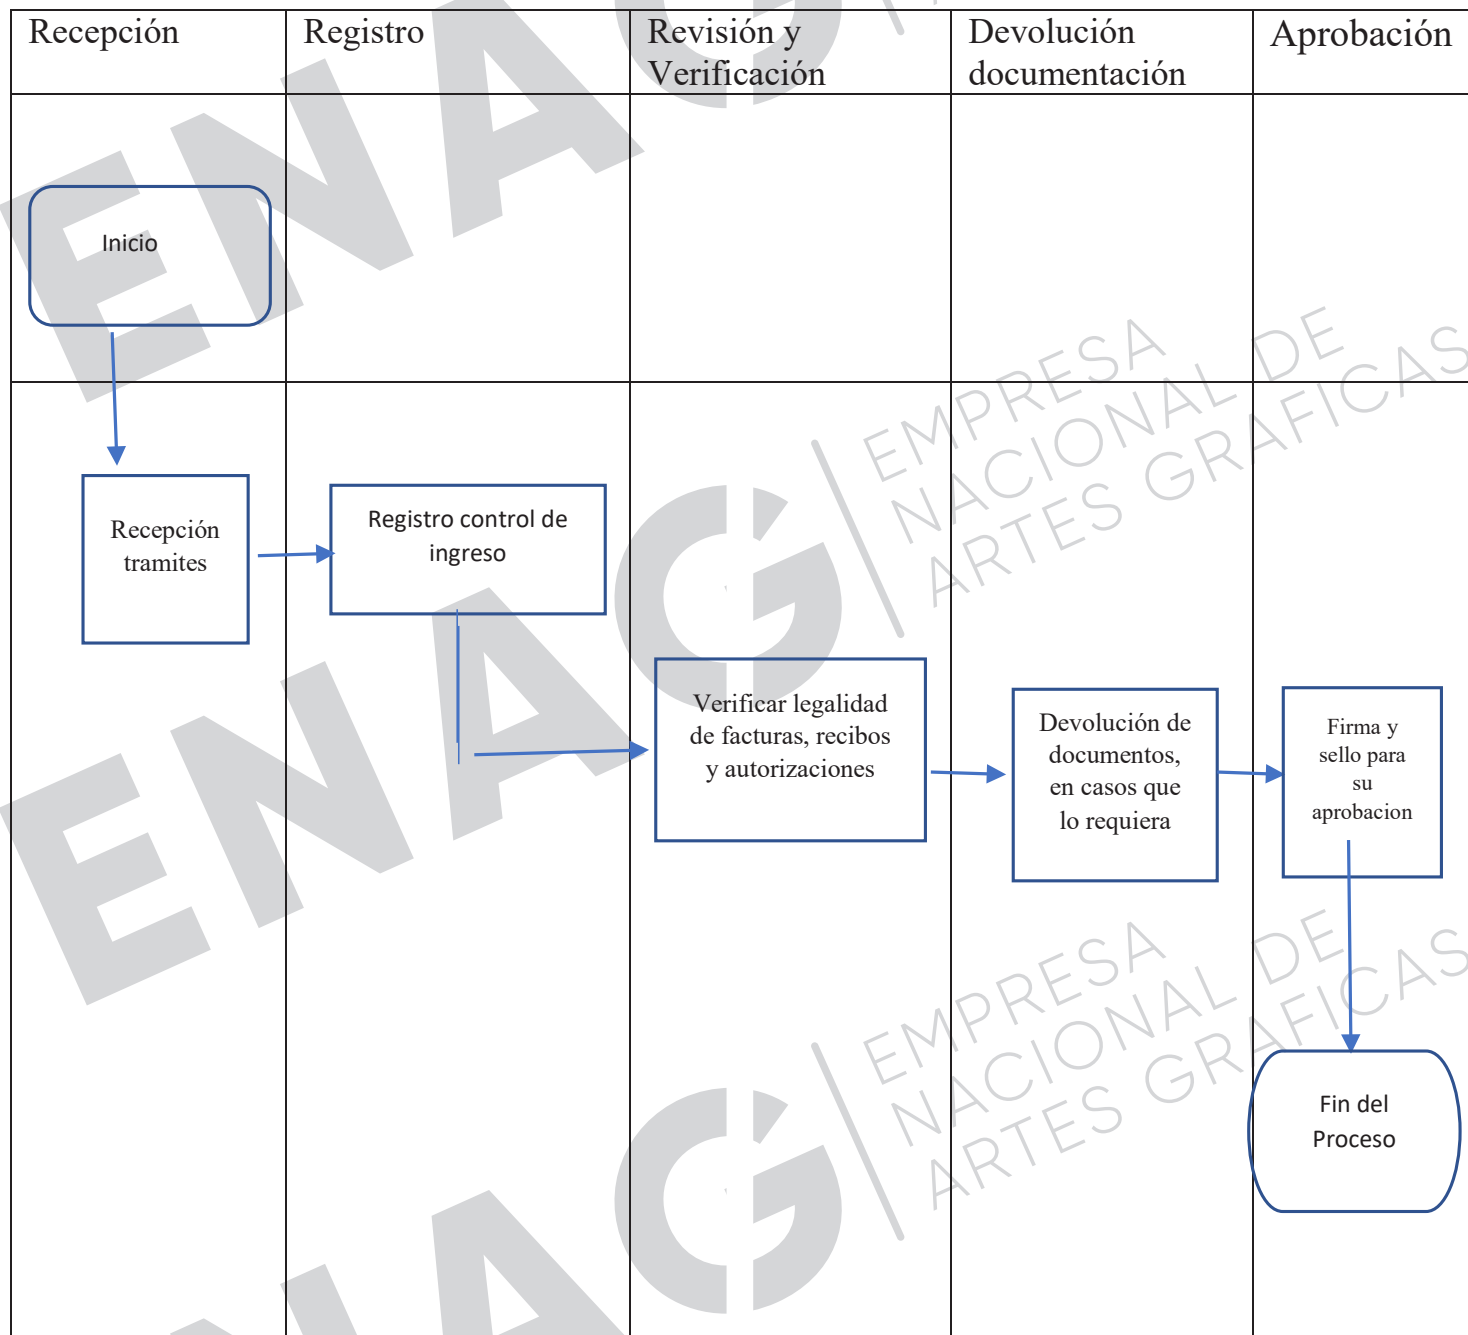 Recepción
Registro
Revisión y
Verificación
Devolución
documentación
Aprobación
Inicio
Recepción
tramites
Registro control de
ingreso
Verificar legalidad
de facturas, recibos
y autorizaciones
Devolución de
documentos,
en casos que
lo requiera
Firma y
sello para
su
aprobacion
Fin del
Proceso
ENAG
ENAG
EMPRESA
NACIONAL DE
ARTES GRAFICAS
ENAG
EMPRESA
NACIONAL DE
ARTES GRAFICAS